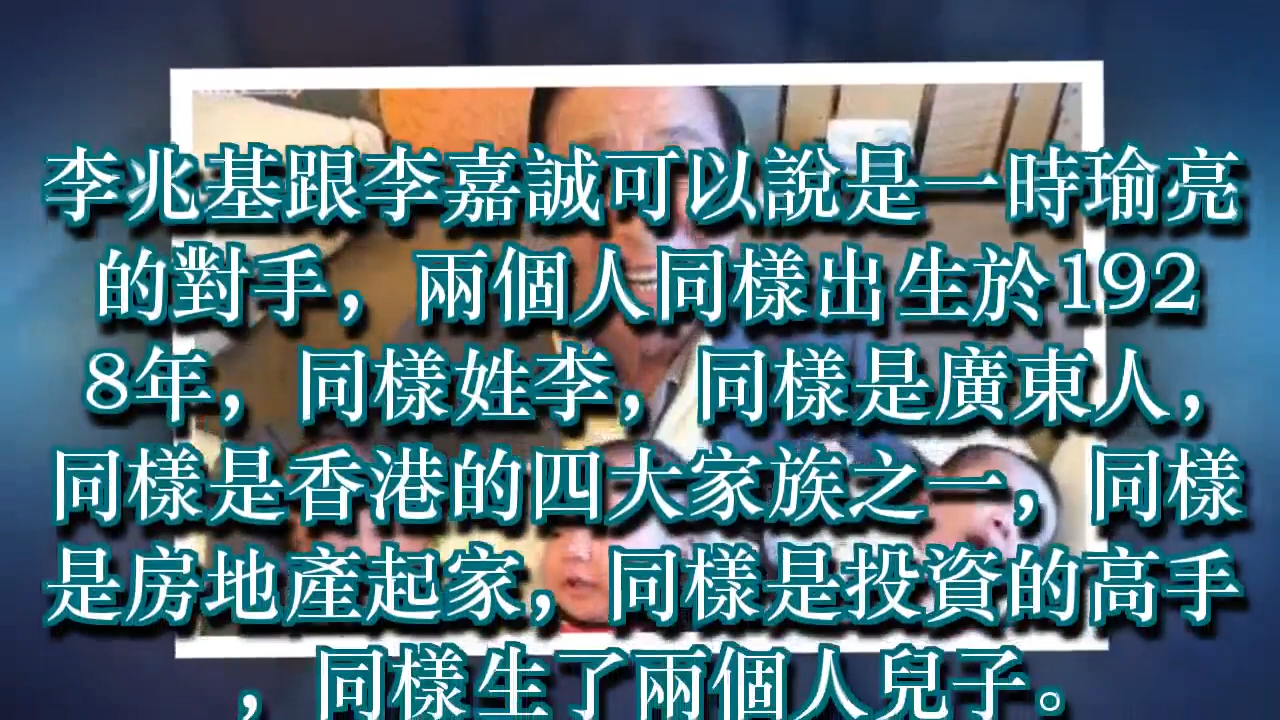 李兆基跟李嘉誠可以說是一時瑜亮
的對手，兩個人同樣出生於192
8年，同樣姓李，同樣是廣東人，
同樣是香港的四大家族之一，同樣
是房地產起家，同樣是投資的高手
，同樣生了兩個人兒子。